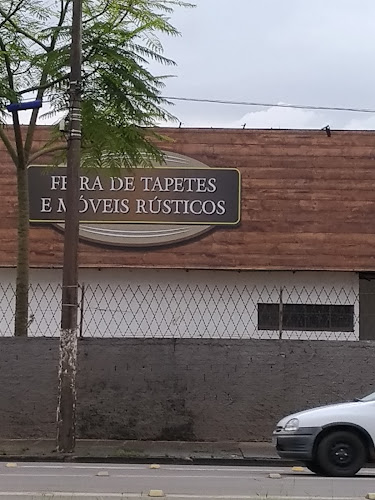 FEIRA DE TAPETES
E MÓVEIS RÚSTICOS